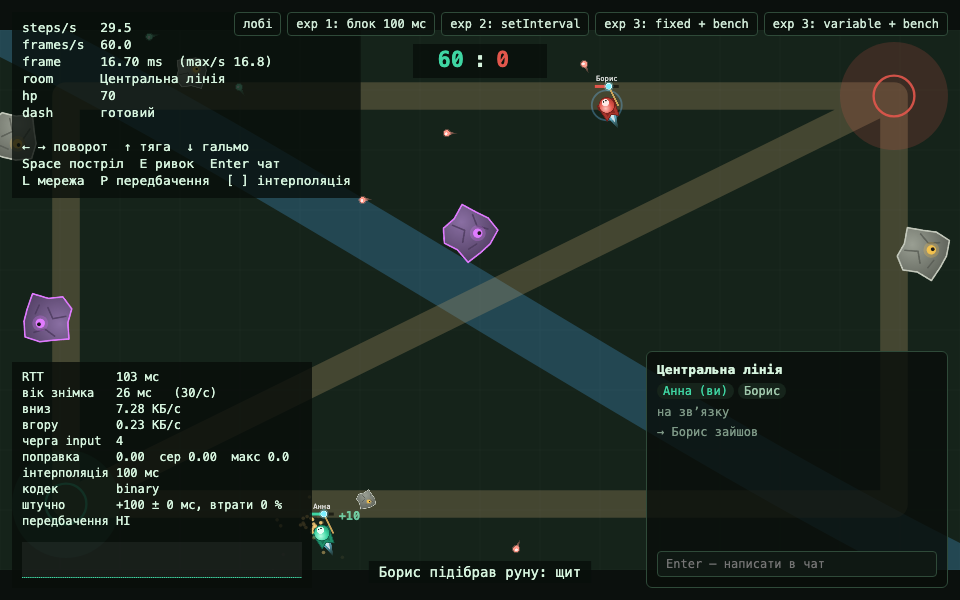 steps/s 29.5
frames/s 60.0
frame 16.70 ms (max/s 16.8)
room Центральна лінія
hp 70
dash готовий
← → поворот ↑ тяга ↓ гальмо
Space постріл E ривок Enter чат
L мережа P передбачення [ ] інтерполяція
лобі
exp 1: блок 100 мс
exp 2: setInterval
exp 3: fixed + bench
exp 3: variable + bench
60 : 0
Борис
RTT 103 мс
вік знімка 26 мс (30/с)
вниз 7.28 КБ/с
вгору 0.23 КБ/с
черга input 4
поправка 0.00 сер 0.00 макс 0.0
інтерполяція 100 мс
кодек binary
штучно +100 ± 0 мс, втрати 0 %
передбачення НІ
Анна
+10
Борис підібрав руну: щит
Центральна лінія
Анна (ви) Борис
на зв’язку
→ Борис зайшов
Enter — написати в чат